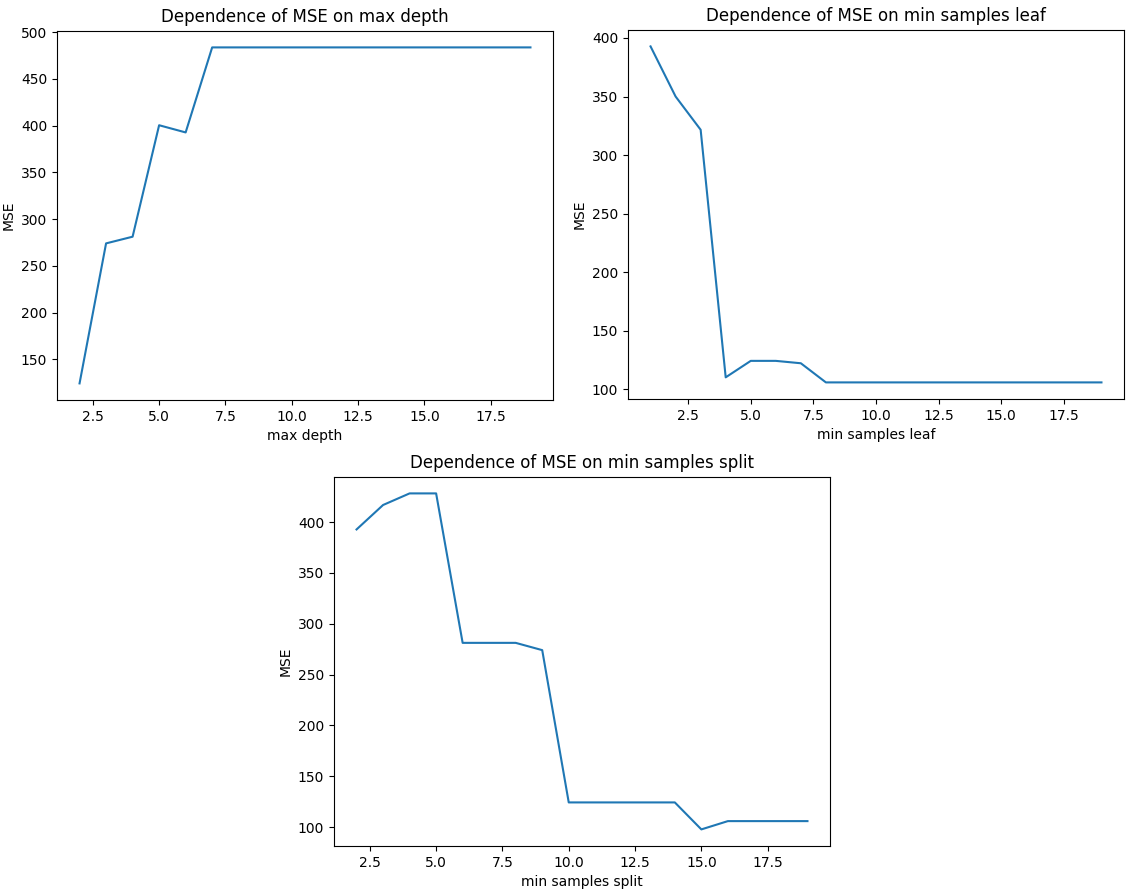 Dependence of MSE on max depth
500
450
400
350
300
250
200
150
MSE
2.5 5.0 7.5 10.0 12.5 15.0 17.5
max depth
Dependence of MSE on min samples leaf
400
350
300
250
200
150
100
MSE
2.5 5.0 7.5 10.0 12.5 15.0 17.5
min samples leaf
Dependence of MSE on min samples split
400
350
300
250
200
150
100
MSE
2.5 5.0 7.5 10.0 12.5 15.0 17.5
min samples split